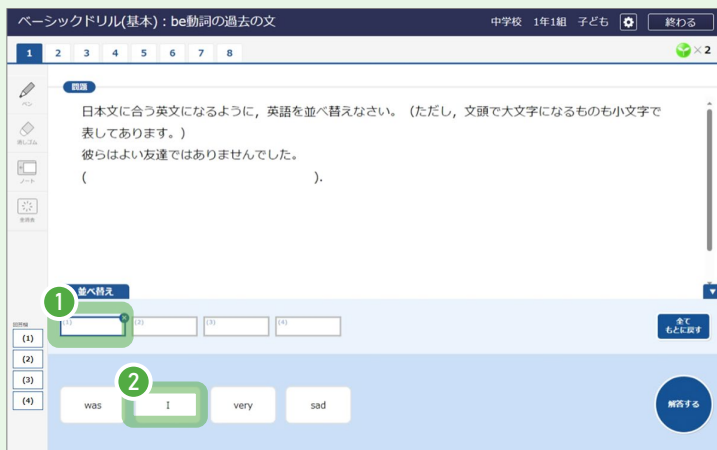 ベーシックドリル(基本)：be動詞の過去の文
中学校 1年1組 子ども
終わる
1 2 3 4 5 6 7 8
× 2
問題
ペン
消しゴム
ノート
日本文に合う英文になるように，英語を並べ替えなさい。（ただし，文頭で大文字になるものも小文字で
表してあります。）
彼らはよい友達ではありませんでした。
( ).
並べ替え
1
(1) (2) (3) (4)
全て
もとに戻す
(1)
(2)
(3)
(4)
2
was I very sad
解答する